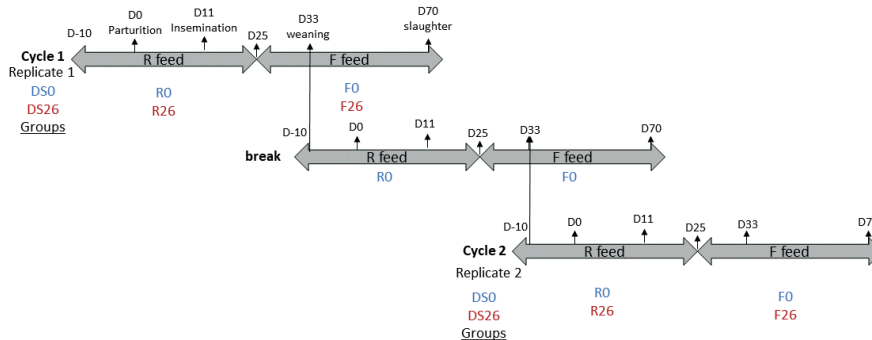 D-10
D0
Parturition
D11
Insemination
D25
D33
weaning
D70
slaughter
Cycle 1
R feed
F feed
Replicate 1
DS0
R0
F0
DS26
R26
F26
Groups
D-10
D0
D11
D25
D33
D70
break
R feed
F feed
R0
F0
D-10
D0
D11
D25
D33
D7
Cycle 2
R feed
F feed
Replicate 2
DS0
R0
F0
DS26
R26
F26
Groups